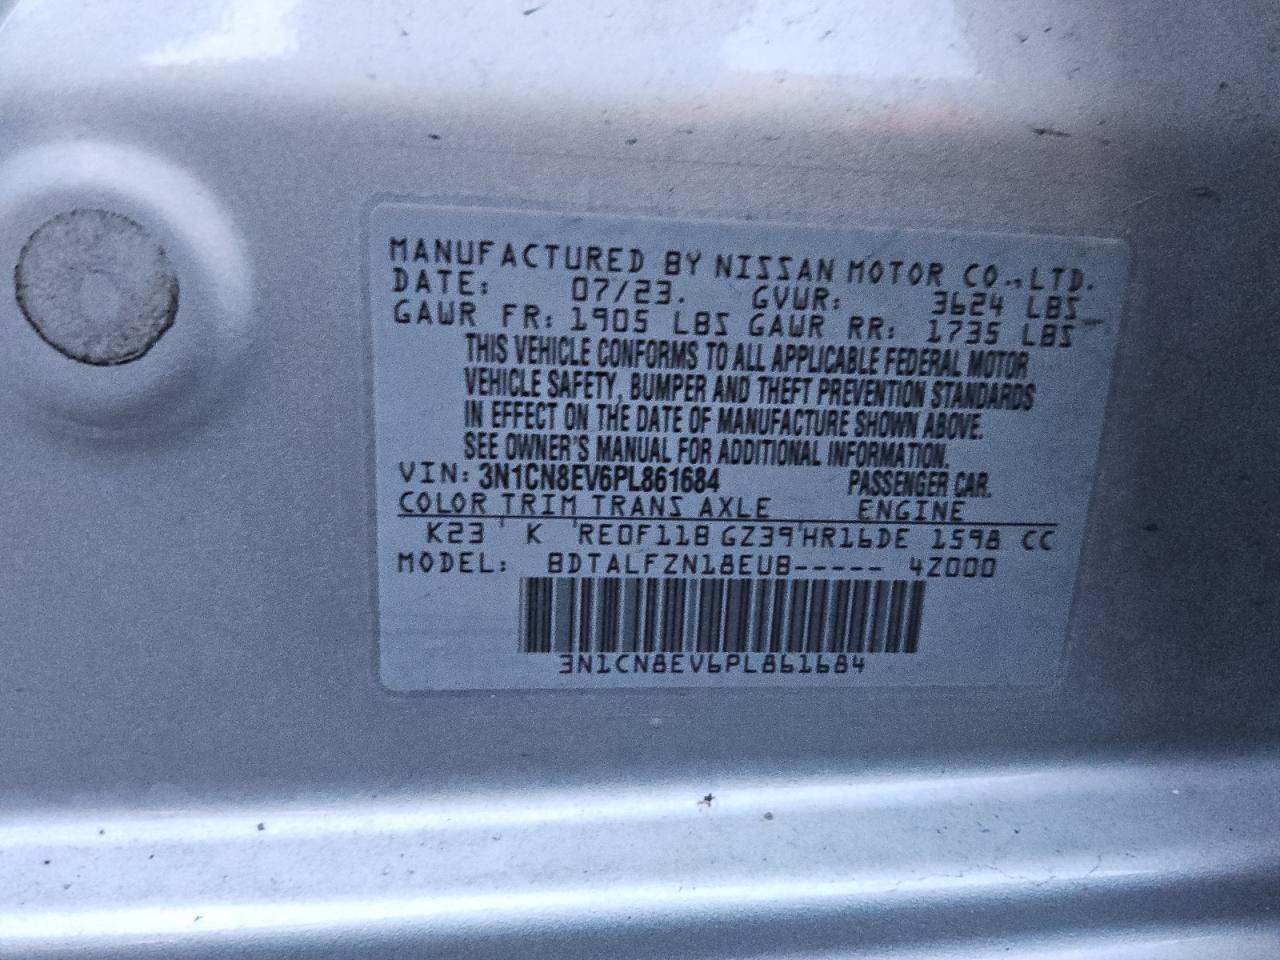 MANUFACTURED BY NISSAN MOTOR CO.,LTD.
DATE: 07/23. GVWR: 3624 LBS
GAWR FR: 1905 LBS GAWR RR: 1735 LBS
THIS VEHICLE CONFORMS TO ALL APPLICABLE FEDERAL MOTOR
VEHICLE SAFETY, BUMPER AND THEFT PREVENTION STANDARDS
IN EFFECT ON THE DATE OF MANUFACTURE SHOWN ABOVE.
SEE OWNER'S MANUAL FOR ADDITIONAL INFORMATION.
VIN: 3N1CN8EV6PL861684 PASSENGER CAR.
COLOR TRIM TRANS AXLE ENGINE
K23 K RE0F11B GZ39 HR16DE 1598 CC
MODEL: BDTALFZN18EUB----- 4Z000
3N1CN8EV6PL861684